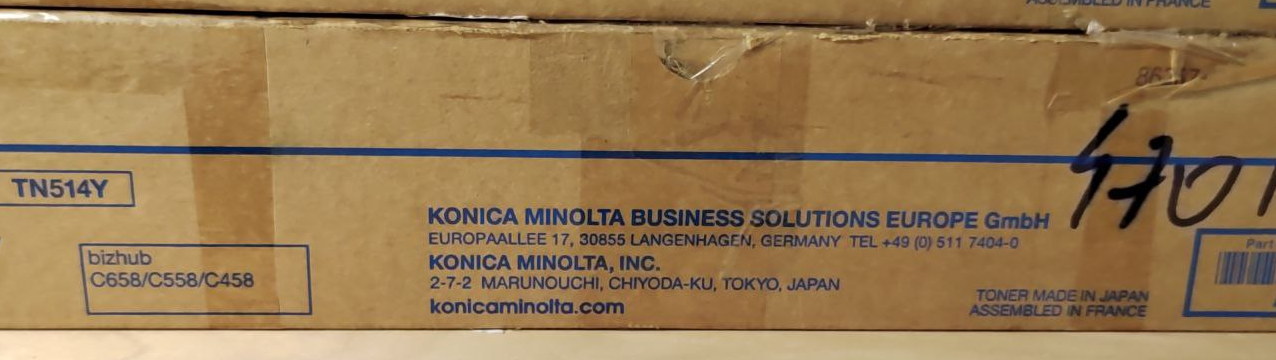 ASSEMBLED IN FRANCE
TN514Y
bizhub
C658/C558/C458
KONICA MINOLTA BUSINESS SOLUTIONS EUROPE GmbH
EUROPAALLEE 17, 30855 LANGENHAGEN, GERMANY TEL +49 (0) 511 7404-0
KONICA MINOLTA, INC.
2-7-2 MARUNOUCHI, CHIYODA-KU, TOKYO, JAPAN
konicaminolta.com
TONER MADE IN JAPAN
ASSEMBLED IN FRANCE
Part